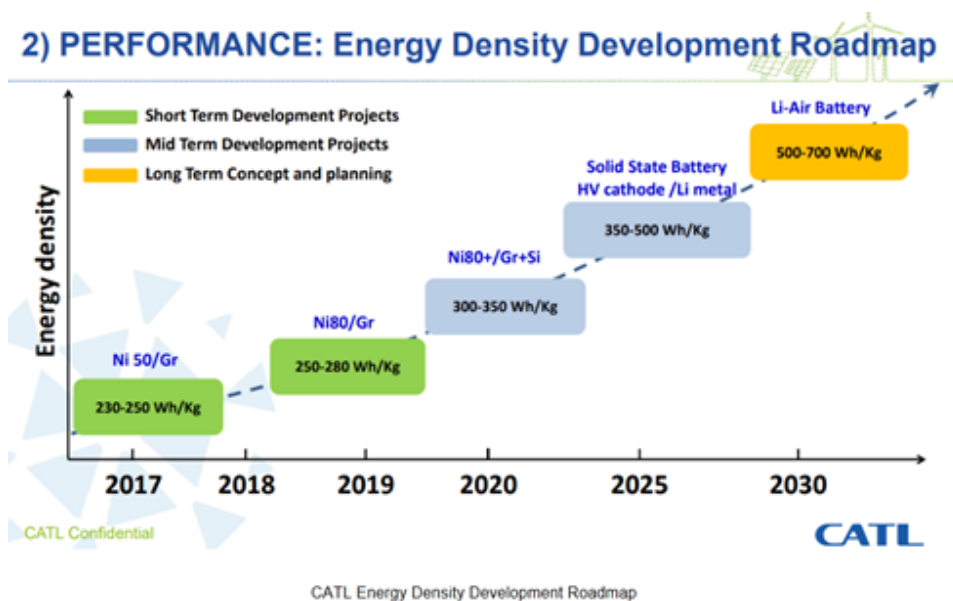 2) PERFORMANCE: Energy Density Development Roadmap
Short Term Development Projects
Mid Term Development Projects
Long Term Concept and planning
Energy density
Li-Air Battery
500-700 Wh/Kg
Solid State Battery
HV cathode /Li metal
350-500 Wh/Kg
Ni80+/Gr+Si
300-350 Wh/Kg
Ni80/Gr
250-280 Wh/Kg
Ni 50/Gr
230-250 Wh/Kg
2017 2018 2019 2020 2025 2030
CATL Confidential
CATL
CATL Energy Density Development Roadmap